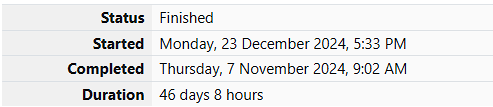 Status Finished
Started Monday, 23 December 2024, 5:33 PM
Completed Thursday, 7 November 2024, 9:02 AM
Duration 46 days 8 hours